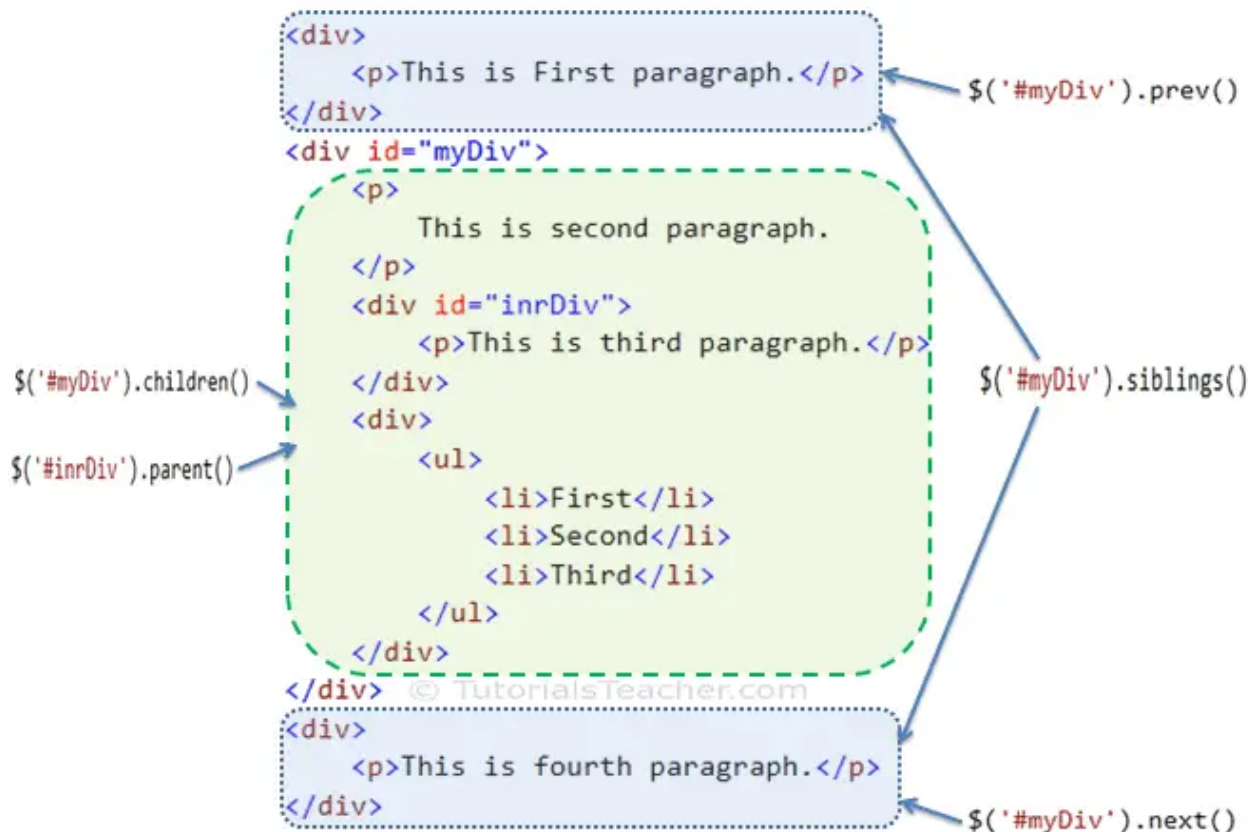 <div>
<p>This is First paragraph.</p>
$('#myDiv').prev()
</div>
<div id="myDiv">
<p>
This is second paragraph.
</p>
<div id="inrDiv">
<p>This is third paragraph.</p>
$('#myDiv').children()
</div>
$('#myDiv').siblings()
<div>
<ul>
$('#inrDiv').parent()
<li>First</li>
<li>Second</li>
<li>Third</li>
</ul>
</div>
</div>
© TutorialsTeacher.com
<div>
<p>This is fourth paragraph.</p>
</div>
$('#myDiv').next()